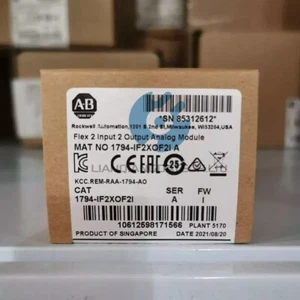 AB
*SN 85312612*
Rockwell Automation,1201 S 2nd St,Milwaukee, WI53204,USA
Flex 2 Input 2 Output Analog Module
MAT NO 1794-IF2XOF2I A
KCC.REM-RAA-1794-AO
25
CAT
SER
FW
1794-IF2XOF2I
A
I
10612598171566
PLANT 5170
PRODUCT OF SINGAPORE
DATE 2021/08/20